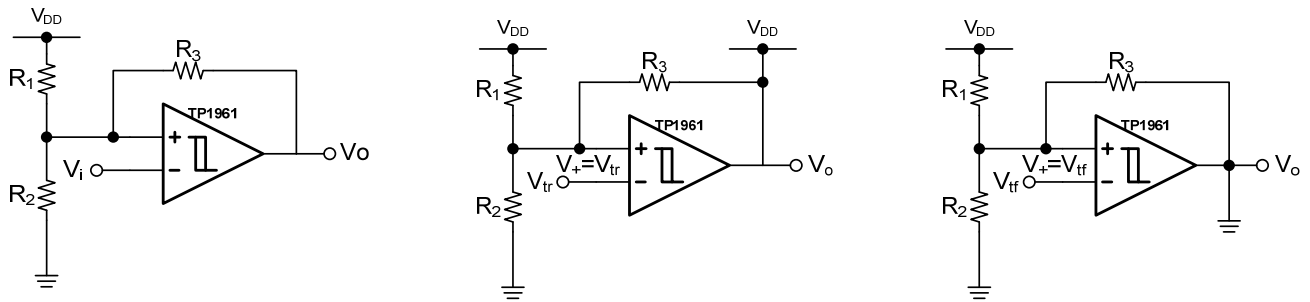 VDD
R3
R1
TP1961
+
Vi
-
Vo
R2
VDD
VDD
R3
R1
TP1961
+
V+=Vtr
Vtr
-
Vo
R2
VDD
R3
R1
TP1961
+
V+=Vtf
Vtf
-
Vo
R2